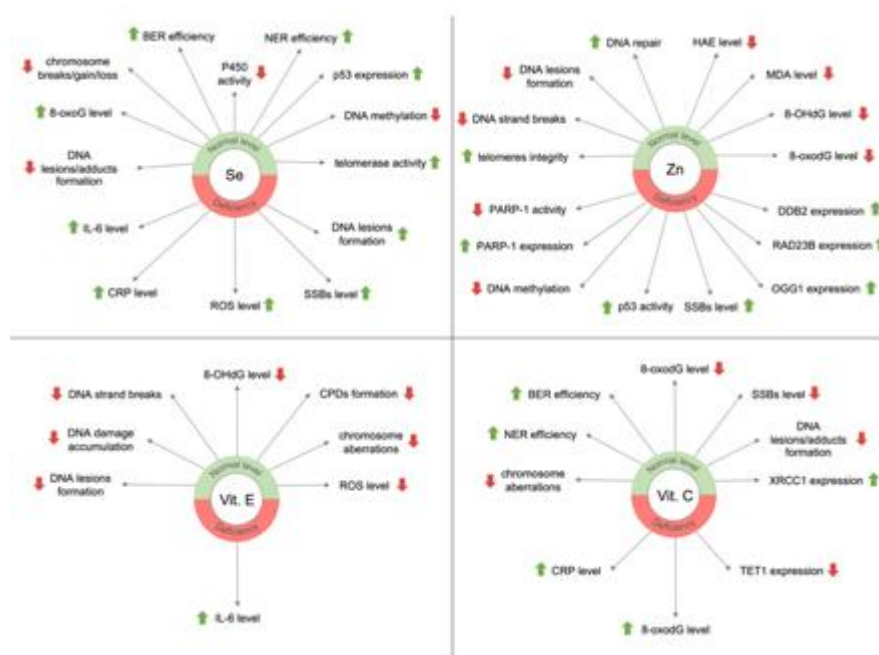 BER efficiency
NER efficiency
chromosome
breaks/gain/loss
P450
activity
p53 expression
8-oxoG level
DNA methylation
Normal level
DNA
lesions/adducts
formation
Se
telomerase activity
Deficiency
IL-6 level
DNA lesions
formation
CRP level
ROS level
SSBs level
DNA repair
HAE level
DNA lesions
formation
MDA level
DNA strand breaks
8-OHdG level
Normal level
telomeres integrity
Zn
8-oxodG level
Deficiency
PARP-1 activity
DDB2 expression
PARP-1 expression
RAD23B expression
DNA methylation
OGG1 expression
p53 activity
SSBs level
8-OHdG level
DNA strand breaks
CPDs formation
DNA damage
accumulation
chromosome
aberrations
Normal level
DNA lesions
formation
Vit. E
ROS level
Deficiency
IL-6 level
8-oxodG level
BER efficiency
SSBs level
NER efficiency
DNA
lesions/adducts
formation
Normal level
chromosome
aberrations
Vit. C
XRCC1 expression
Deficiency
CRP level
TET1 expression
8-oxodG level